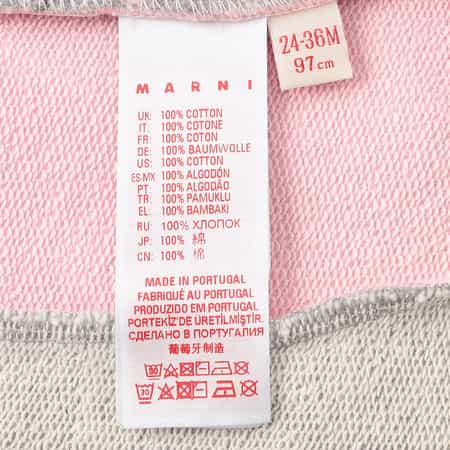 24-36M
97cm
MARNI
UK: 100% COTTON
IT: 100% COTONE
FR: 100% COTON
DE: 100% BAUMWOLLE
US: 100% COTTON
ES-MX 100% ALGODÓN
PT: 100% ALGODÃO
TR: 100% PAMUKLU
EL: 100% BAMBAKI
RU: 100% ХЛОПОК
JP: 100% 綿
CN: 100% 棉
MADE IN PORTUGAL
FABRIQUÉ AU PORTUGAL
PRODUZIDO EM PORTUGAL
PORTEKİZ'DE ÜRETİLMİŞTİR.
СДЕЛАНО В ПОРТУГАЛИЯ
葡萄牙制造
30